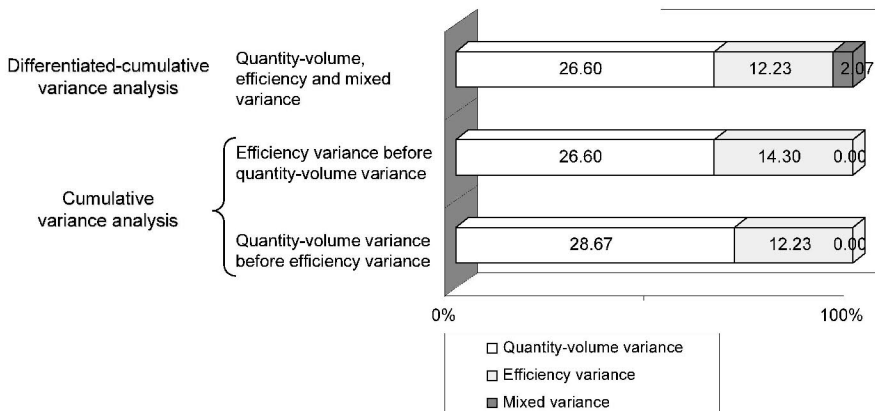 Differentiated-cumulative
variance analysis
Quantity-volume,
efficiency and mixed
variance
26.60
12.23
2.07
Efficiency variance before
quantity-volume variance
26.60
14.30
0.00
Cumulative
variance analysis
Quantity-volume variance
before efficiency variance
28.67
12.23
0.00
0%
100%
Quantity-volume variance
Efficiency variance
Mixed variance